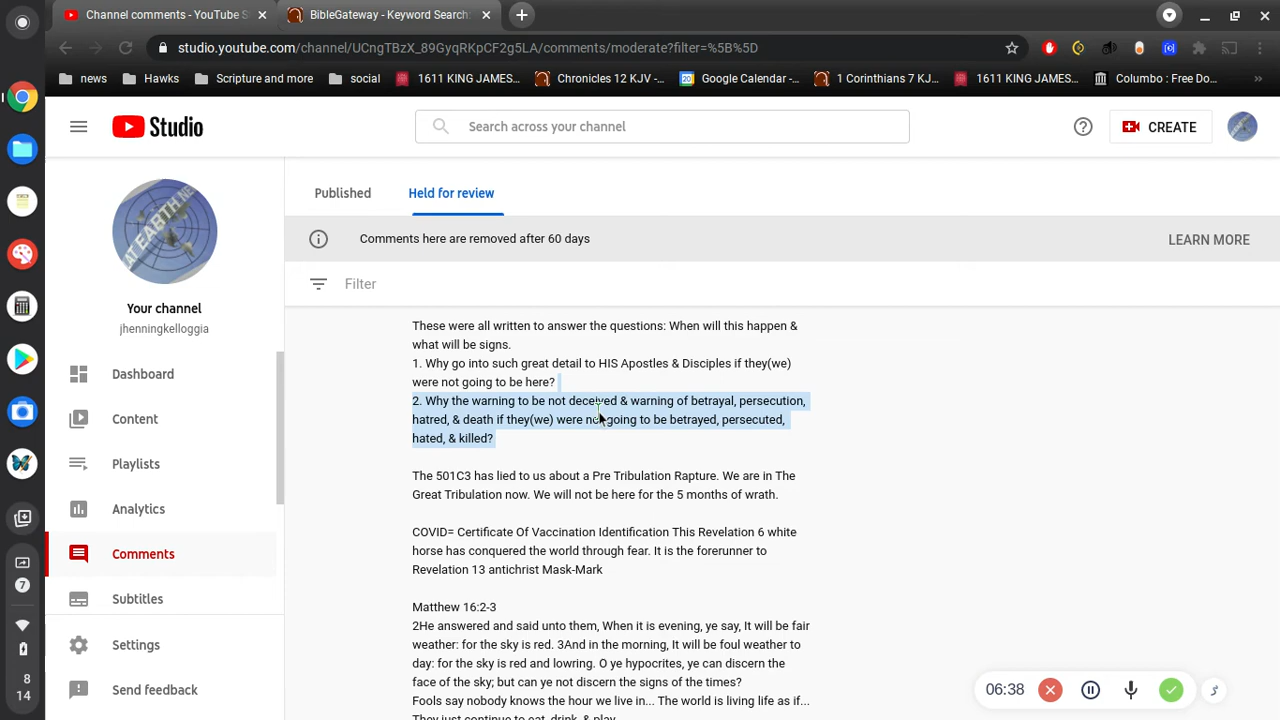 Channel comments - YouTube S
BibleGateway - Keyword Search:
studio.youtube.com/channel/UCngTBzX_89GyqRKpCF2g5LA/comments/moderate?filter=%5B%5D
news
Hawks
Scripture and more
social
1611 KING JAMES...
Chronicles 12 KJV -...
Google Calendar -...
1 Corinthians 7 KJ...
1611 KING JAMES...
Columbo : Free Do...
Studio
Search across your channel
CREATE
AT EARTH.NE
Your channel
jhenningkelloggia
Dashboard
Content
Playlists
Analytics
Comments
Subtitles
Settings
Send feedback
8
14
7
Published
Held for review
Comments here are removed after 60 days
LEARN MORE
Filter
These were all written to answer the questions: When will this happen &
what will be signs.
1. Why go into such great detail to HIS Apostles & Disciples if they(we)
were not going to be here?
2. Why the warning to be not deceived & warning of betrayal, persecution,
hatred, & death if they(we) were not going to be betrayed, persecuted,
hated, & killed?
The 501C3 has lied to us about a Pre Tribulation Rapture. We are in The
Great Tribulation now. We will not be here for the 5 months of wrath.
COVID= Certificate Of Vaccination Identification This Revelation 6 white
horse has conquered the world through fear. It is the forerunner to
Revelation 13 antichrist Mask-Mark
Matthew 16:2-3
2He answered and said unto them, When it is evening, ye say, It will be fair
weather: for the sky is red. 3And in the morning, It will be foul weather to
day: for the sky is red and lowring. O ye hypocrites, ye can discern the
face of the sky; but can ye not discern the signs of the times?
Fools say nobody knows the hour we live in... The world is living life as if...
They just continue to eat, drink, & play
06:38